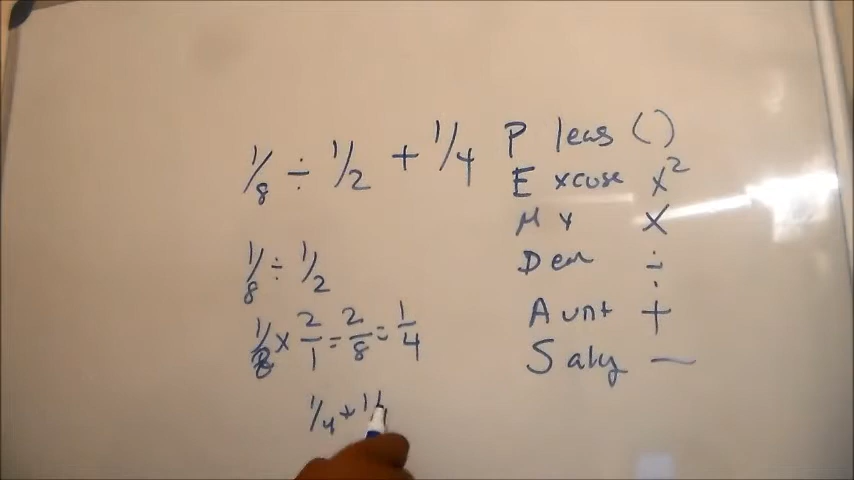 1/8 ÷ 1/2 + 1/4
1/8 ÷ 1/2
1/8 × 2/1 = 2/8 = 1/4
1/4 + 1/
P leas ( )
E xcuse x²
M y ×
D ear ÷
A unt +
S ally —